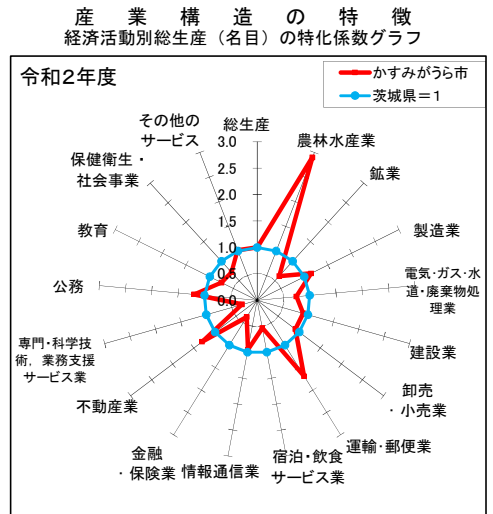 産業構造の特徴
経済活動別総生産（名目）の特化係数グラフ
令和2年度
かすみがうら市
茨城県＝1
総生産
農林水産業
鉱業
製造業
電気・ガス・水
道・廃棄物処
理業
建設業
卸売
・小売業
運輸・郵便業
宿泊・飲食
サービス業
情報通信業
金融
・保険業
不動産業
専門・科学技
術，業務支援
サービス業
公務
教育
保健衛生・
社会事業
その他の
サービス
3.0
2.5
2.0
1.5
1.0
0.5
0.0